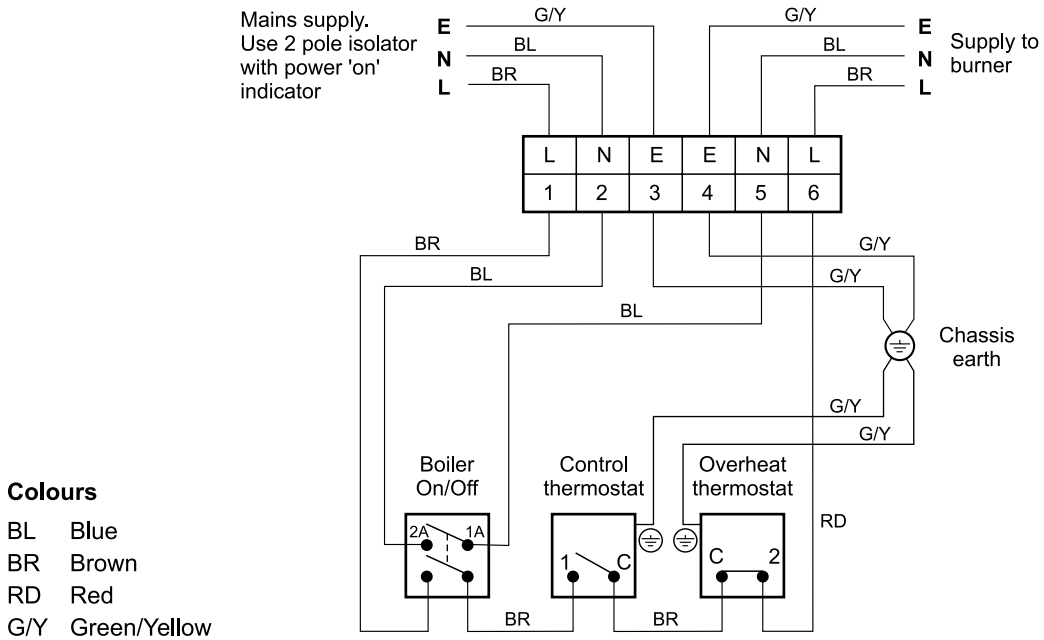 Mains supply.
Use 2 pole isolator
with power 'on'
indicator
E G/Y
N BL
L BR
G/Y E
BL N
BR L
Supply to
burner
L N E E N L
1 2 3 4 5 6
BR
BL
BL
G/Y
G/Y
Chassis
earth
G/Y
G/Y
Boiler
On/Off
Control
thermostat
Overheat
thermostat
RD
2A 1A
1 C
C 2
BR
BR
Colours
BL Blue
BR Brown
RD Red
G/Y Green/Yellow